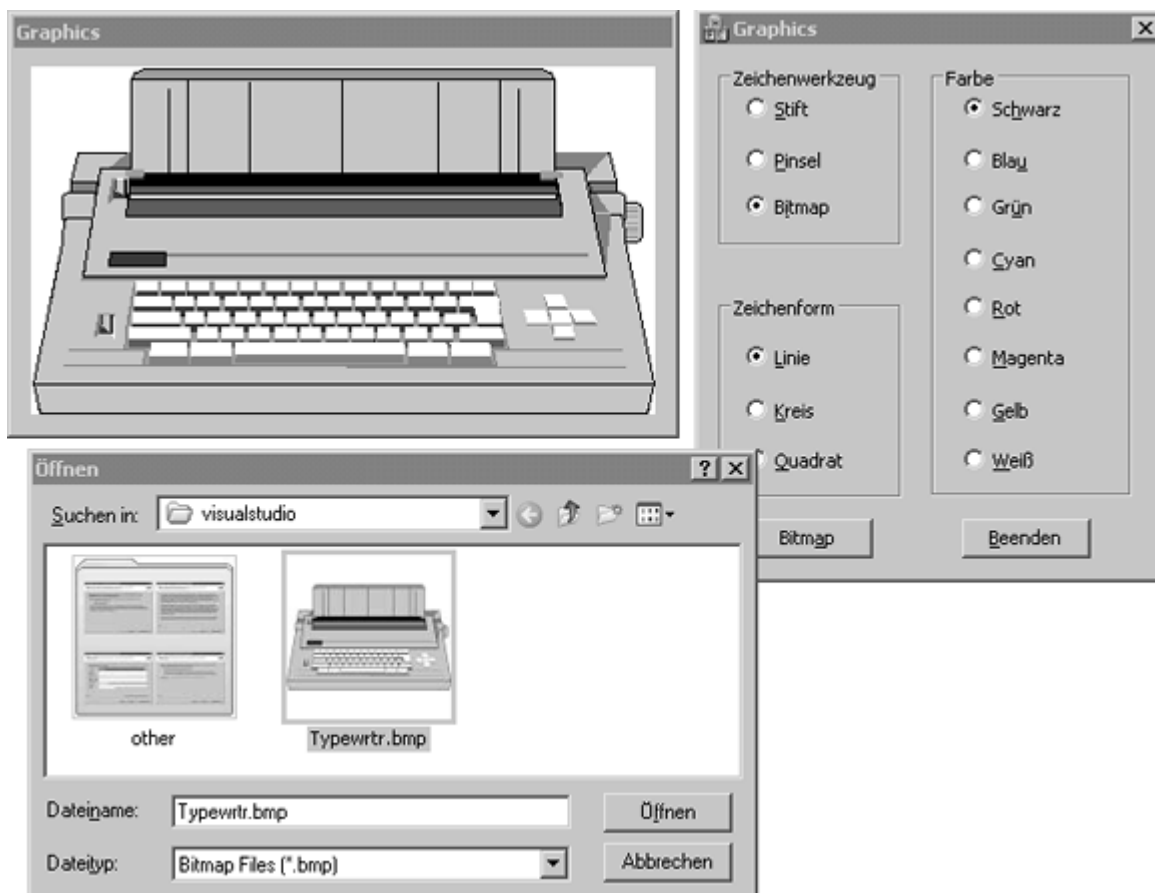 Graphics
Graphics
Zeichenwerkzeug
Stift
Pinsel
Bitmap
Zeichenform
Linie
Kreis
Quadrat
Farbe
Schwarz
Blau
Grün
Cyan
Rot
Magenta
Gelb
Weiß
Bitmap
Beenden
Öffnen
Suchen in: visualstudio
other
Typewrtr.bmp
Dateiname: Typewrtr.bmp
Öffnen
Dateityp: Bitmap Files (*.bmp)
Abbrechen